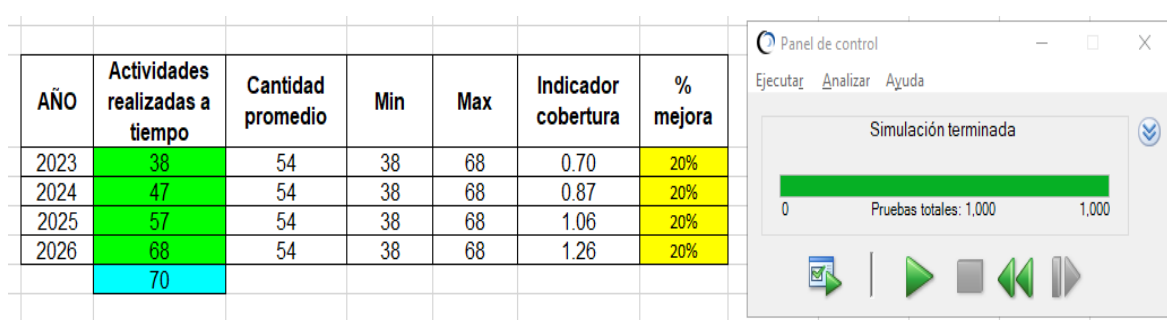 AÑO Actividades realizadas a tiempo Cantidad promedio Min Max Indicador cobertura % mejora
2023 38 54 38 68 0.70 20%
2024 47 54 38 68 0.87 20%
2025 57 54 38 68 1.06 20%
2026 68 54 38 68 1.26 20%
70
Panel de control
Ejecutar Analizar Ayuda
Simulación terminada
0 Pruebas totales: 1,000 1,000